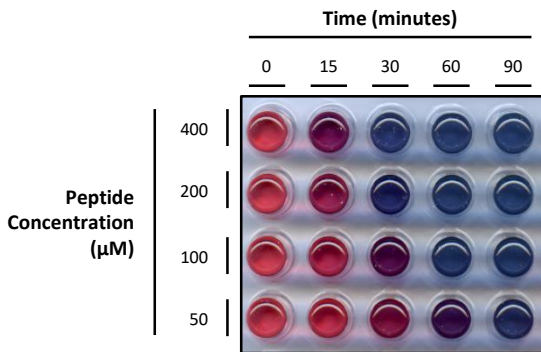 Time (minutes)
0 15 30 60 90
400
200
Peptide
Concentration
(μM)
100
50